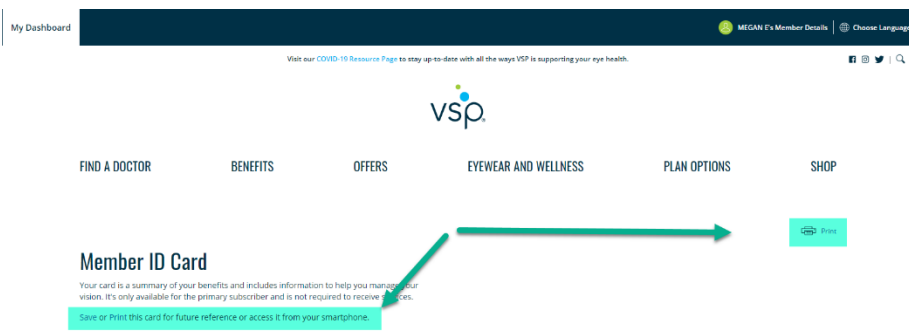 My Dashboard
MEGAN E's Member Details
Choose Language
Visit our COVID-19 Resource Page to stay up-to-date with all the ways VSP is supporting your eye health.
vsp
FIND A DOCTOR BENEFITS OFFERS EYEWEAR AND WELLNESS PLAN OPTIONS SHOP
Print
Member ID Card
Your card is a summary of your benefits and includes information to help you manage your
vision. It's only available for the primary subscriber and is not required to receive services.
Save or Print this card for future reference or access it from your smartphone.